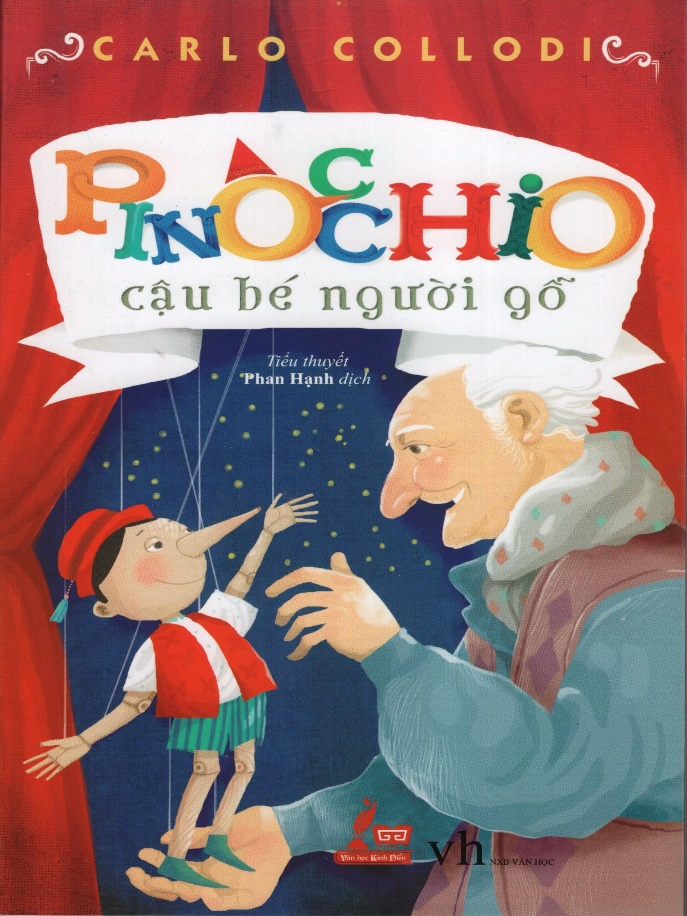 CARLO COLLODI
PINOCCHIO
cậu bé người gỗ
Tiểu thuyết
Phan Hạnh dịch
Văn học Kinh Điển
vh NXB VĂN HỌC